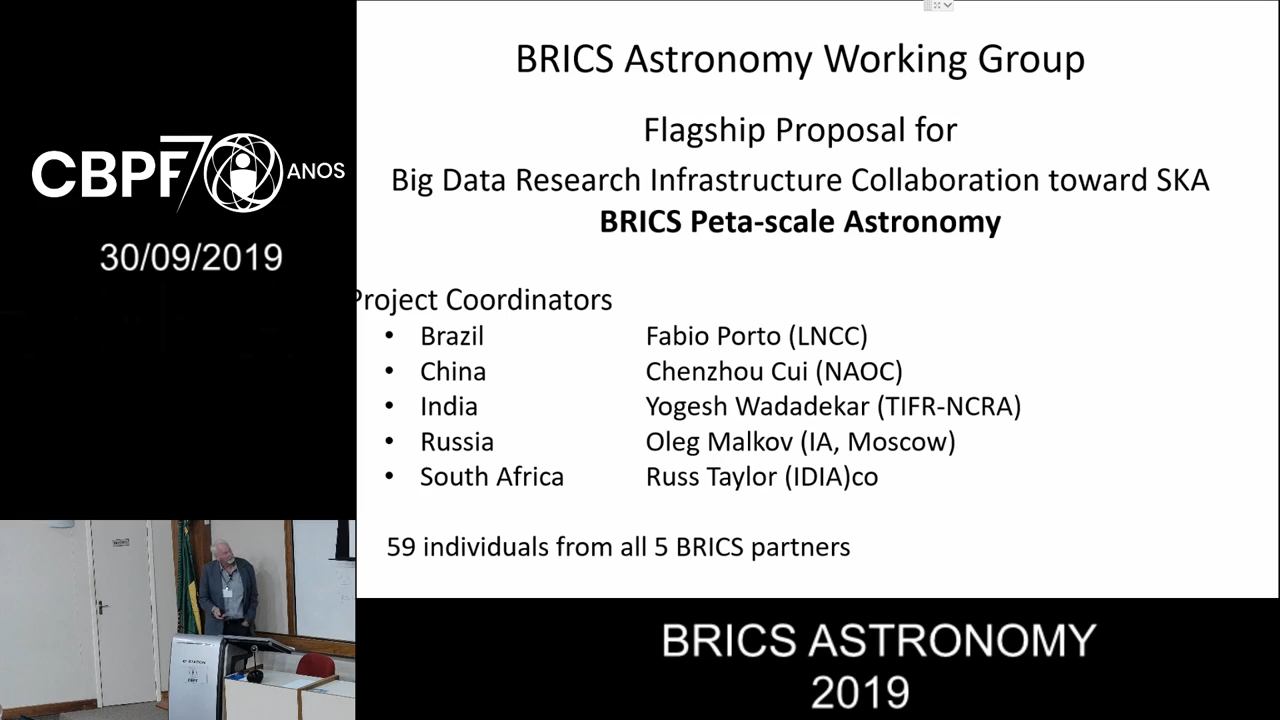 CBPF70 ANOS
30/09/2019
BRICS Astronomy Working Group
Flagship Proposal for
Big Data Research Infrastructure Collaboration toward SKA
BRICS Peta-scale Astronomy
Project Coordinators
• Brazil Fabio Porto (LNCC)
• China Chenzhou Cui (NAOC)
• India Yogesh Wadadekar (TIFR-NCRA)
• Russia Oleg Malkov (IA, Moscow)
• South Africa Russ Taylor (IDIA)co
59 individuals from all 5 BRICS partners
BRICS ASTRONOMY
2019